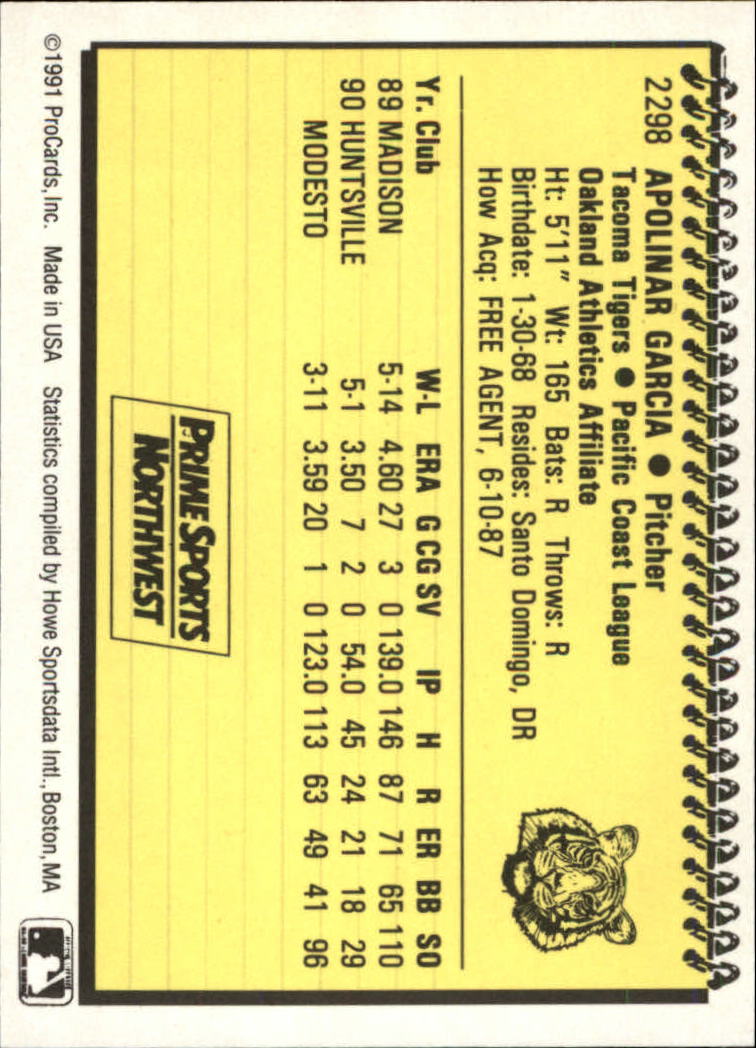 2298 APOLINAR GARCIA ● Pitcher
Tacoma Tigers ● Pacific Coast League
Oakland Athletics Affiliate
Ht: 5'11" Wt: 165 Bats: R Throws: R
Birthdate: 1-30-68 Resides: Santo Domingo, DR
How Acq: FREE AGENT, 6-10-87
Yr. Club W-L ERA G CG SV IP H R ER BB SO
89 MADISON 5-14 4.60 27 3 0 139.0 146 87 71 65 110
90 HUNTSVILLE 5-1 3.50 7 2 0 54.0 45 24 21 18 29
MODESTO 3-11 3.59 20 1 0 123.0 113 63 49 41 96
PRIME SPORTS
NORTHWEST
©1991 ProCards, Inc. Made in USA Statistics compiled by Howe Sportsdata Intl., Boston, MA